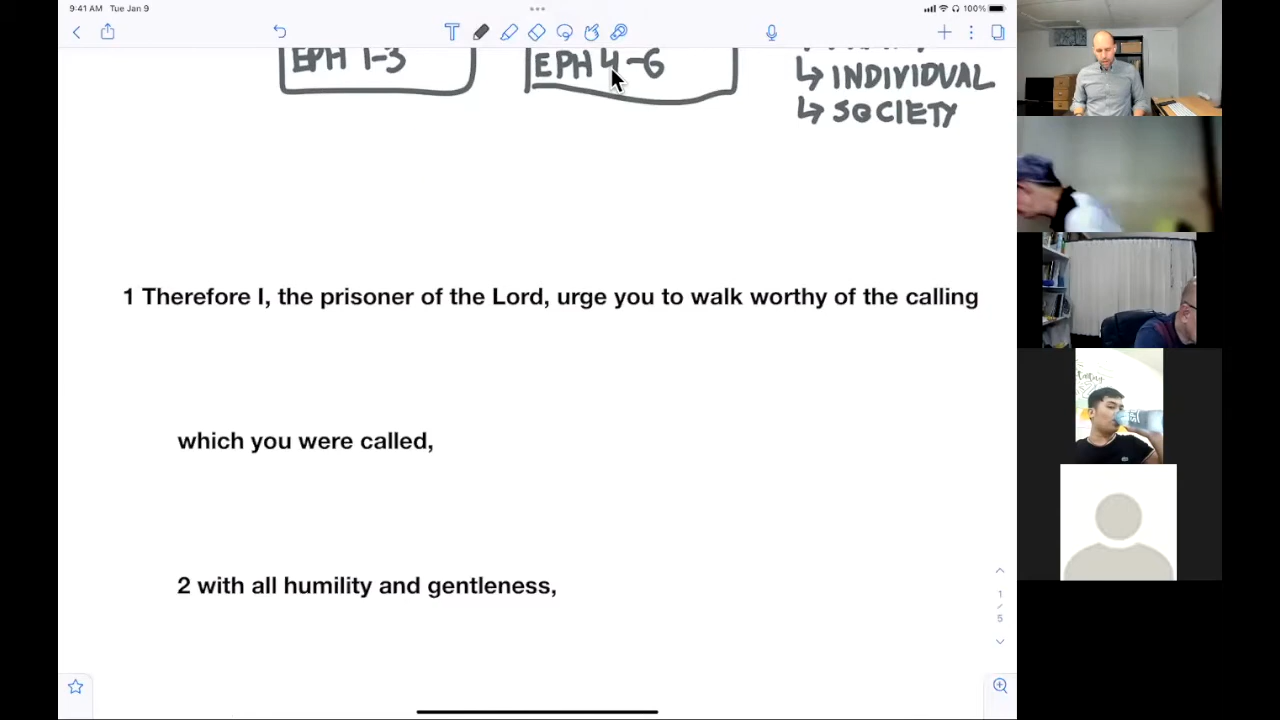 9:41 AM Tue Jan 9
100%
EPH 1-3
EPH 4-6
↳ INDIVIDUAL
↳ SOCIETY
1 Therefore I, the prisoner of the Lord, urge you to walk worthy of the calling
which you were called,
2 with all humility and gentleness,
1
/
5